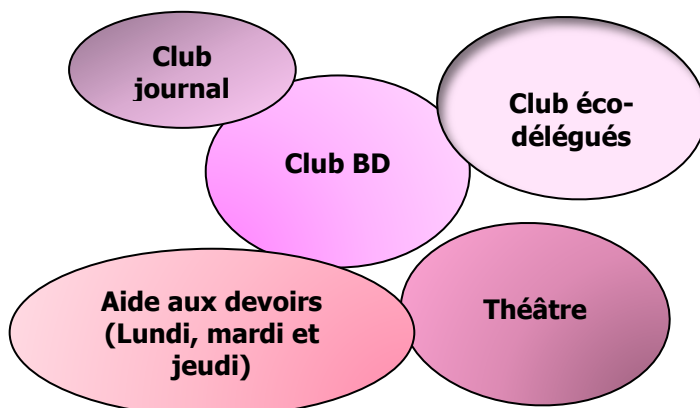 Club
journal
Club éco-
délégués
Club BD
Aide aux devoirs
(Lundi, mardi et
jeudi)
Théâtre